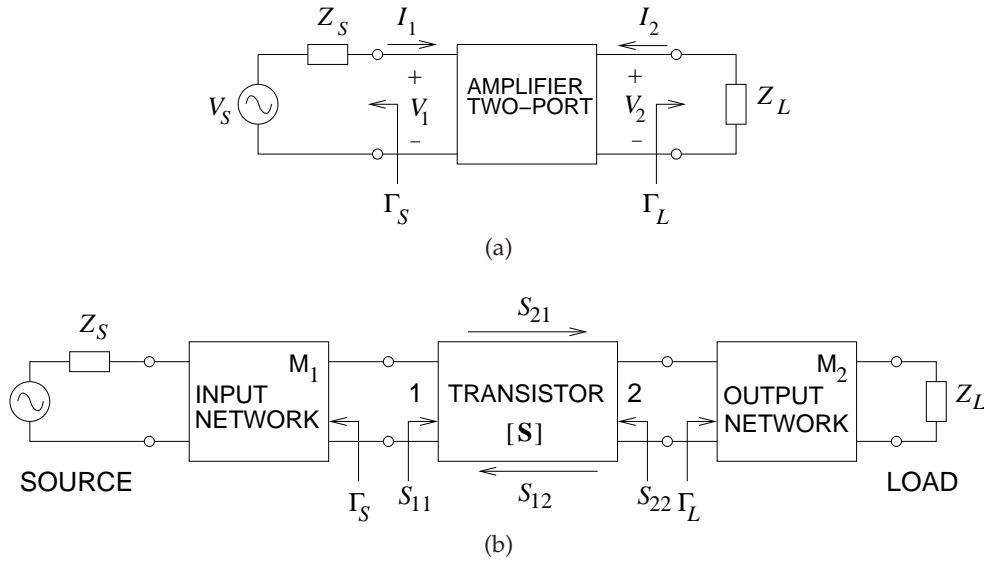 Z_S I_1 I_2
V_S + V_1 − AMPLIFIER TWO−PORT + V_2 − Z_L
Γ_S Γ_L
(a)
S_21
Z_S
M_1 M_2
INPUT NETWORK 1 TRANSISTOR 2 OUTPUT NETWORK Z_L
[S]
SOURCE Γ_S S_11 S_12 S_22 Γ_L LOAD
(b)